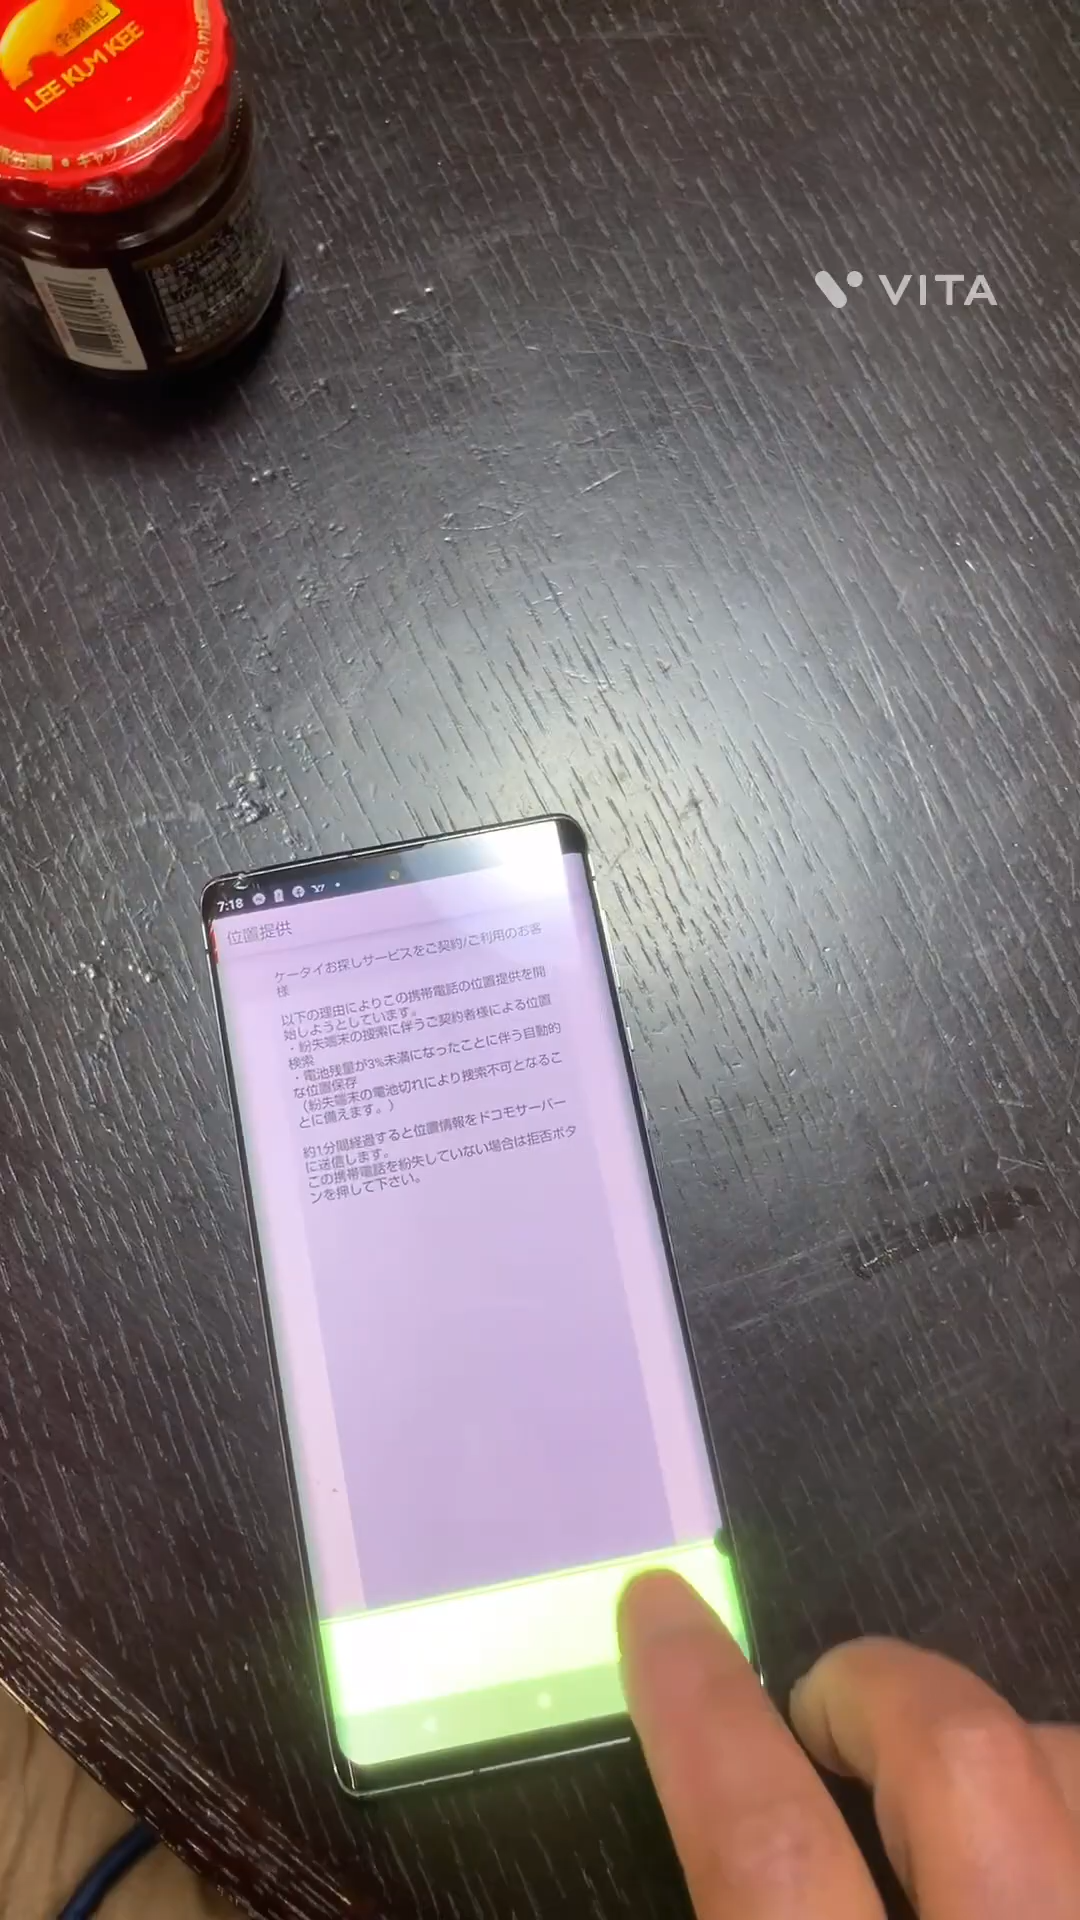 李錦記
LEE KUM KEE
VITA
7:18
位置提供
ケータイお探しサービスをご契約/ご利用のお客
様
以下の理由によりこの携帯電話の位置提供を開
始しようとしています。
・紛失端末の捜索に伴うご契約者様による位置
検索
・電池残量が3%未満になったことに伴う自動的
な位置保存
（紛失端末の電池切れにより捜索不可となるこ
とに備えます。）
約1分間経過すると位置情報をドコモサーバー
に送信します。
この携帯電話を紛失していない場合は拒否ボタ
ンを押して下さい。